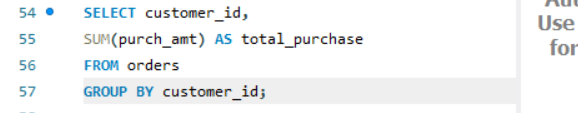 54 SELECT customer_id,
55 SUM(purch_amt) AS total_purchase
56 FROM orders
57 GROUP BY customer_id;
Use
for